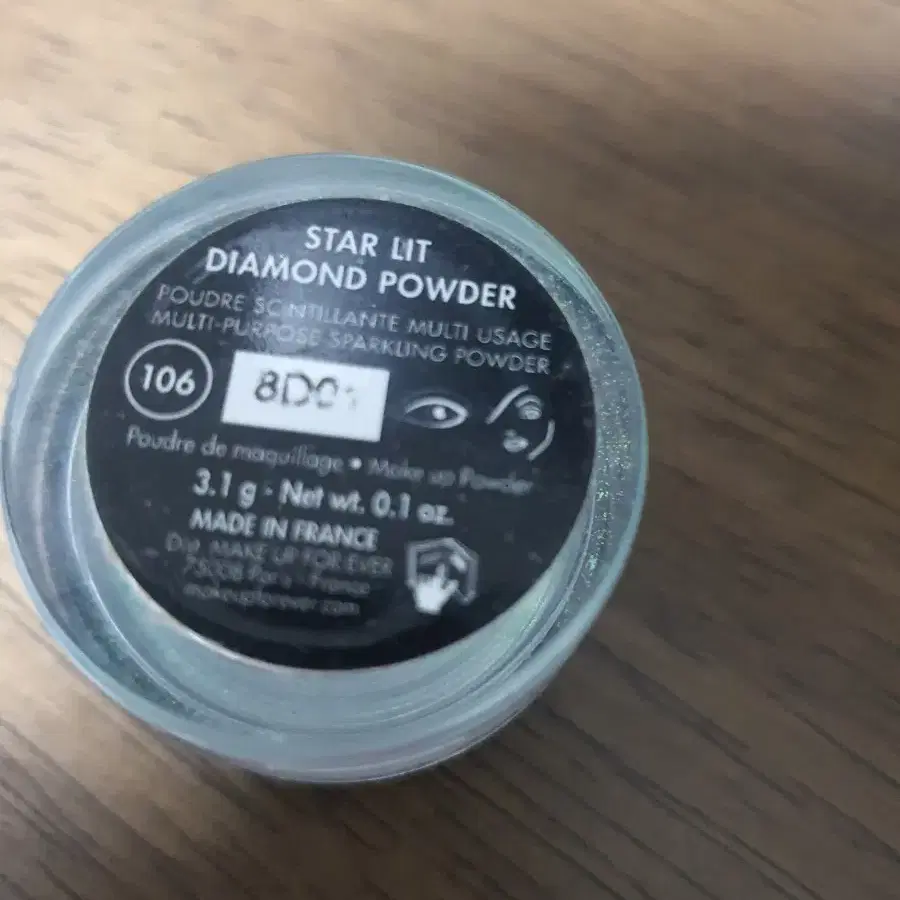 STAR LIT
DIAMOND POWDER
POUDRE SCINTILLANTE MULTI USAGE
MULTI-PURPOSE SPARKLING POWDER
106
Poudre de maquillage • Make up Powder
3.1 g - Net wt. 0.1 oz.
MADE IN FRANCE
MAKE UP FOR EVER
75008 Paris - France
makeupforever.com